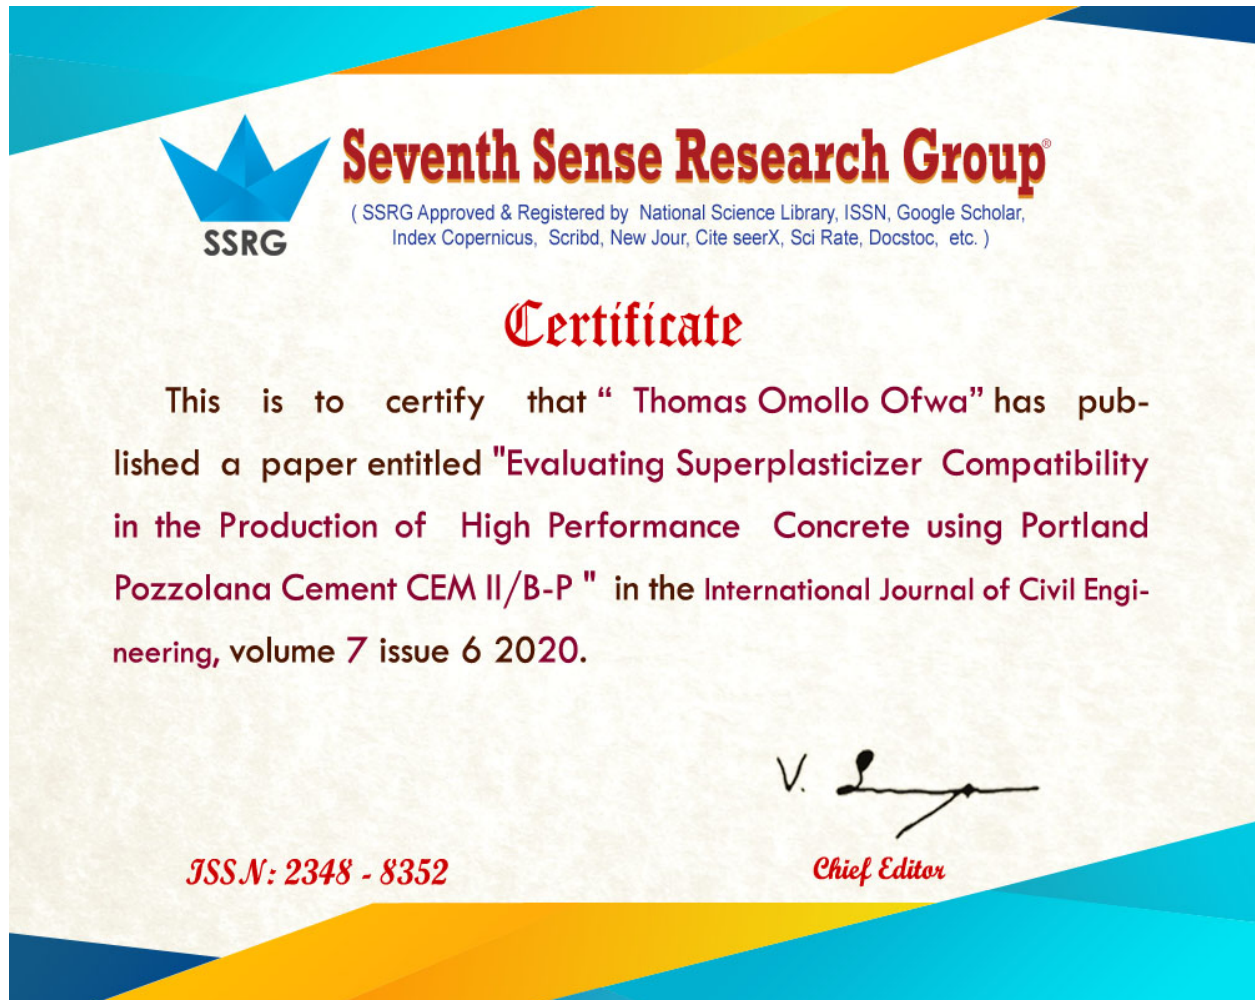 Seventh Sense Research Group®
( SSRG Approved & Registered by National Science Library, ISSN, Google Scholar,
SSRG
Index Copernicus, Scribd, New Jour, Cite seerX, Sci Rate, Docstoc, etc. )
Certificate
This is to certify that “ Thomas Omollo Ofwa” has pub-
lished a paper entitled "Evaluating Superplasticizer Compatibility
in the Production of High Performance Concrete using Portland
Pozzolana Cement CEM II/B-P " in the International Journal of Civil Engi-
neering, volume 7 issue 6 2020.
V.
ISSN: 2348 - 8352
Chief Editor